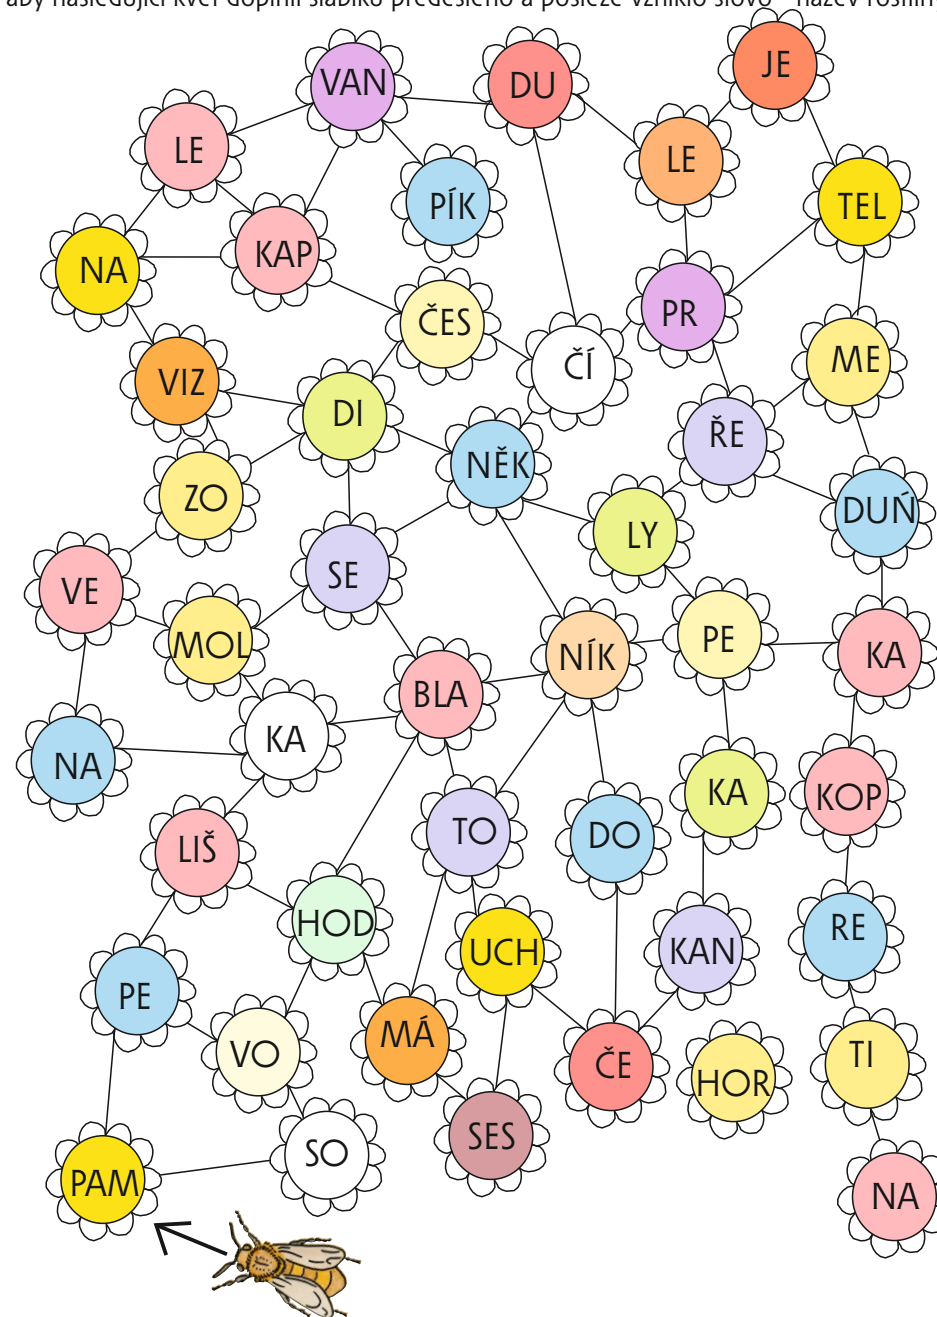 aby následující květ doplnil slabiku předešlého a posléze vzniklo slovo – název rostliny
JE
VAN
DU
LE
LE
PÍK
TEL
KAP
NA
PR
ČES
ČÍ
ME
VIZ
DI
ŘE
NĚK
ZO
DUŃ
LY
SE
VE
MOL
NÍK
PE
KA
BLA
KA
NA
KA
KOP
TO
DO
LIŠ
HOD
UCH
KAN
RE
PE
VO
MÁ
ČE
HOR
TI
SES
SO
PAM
NA